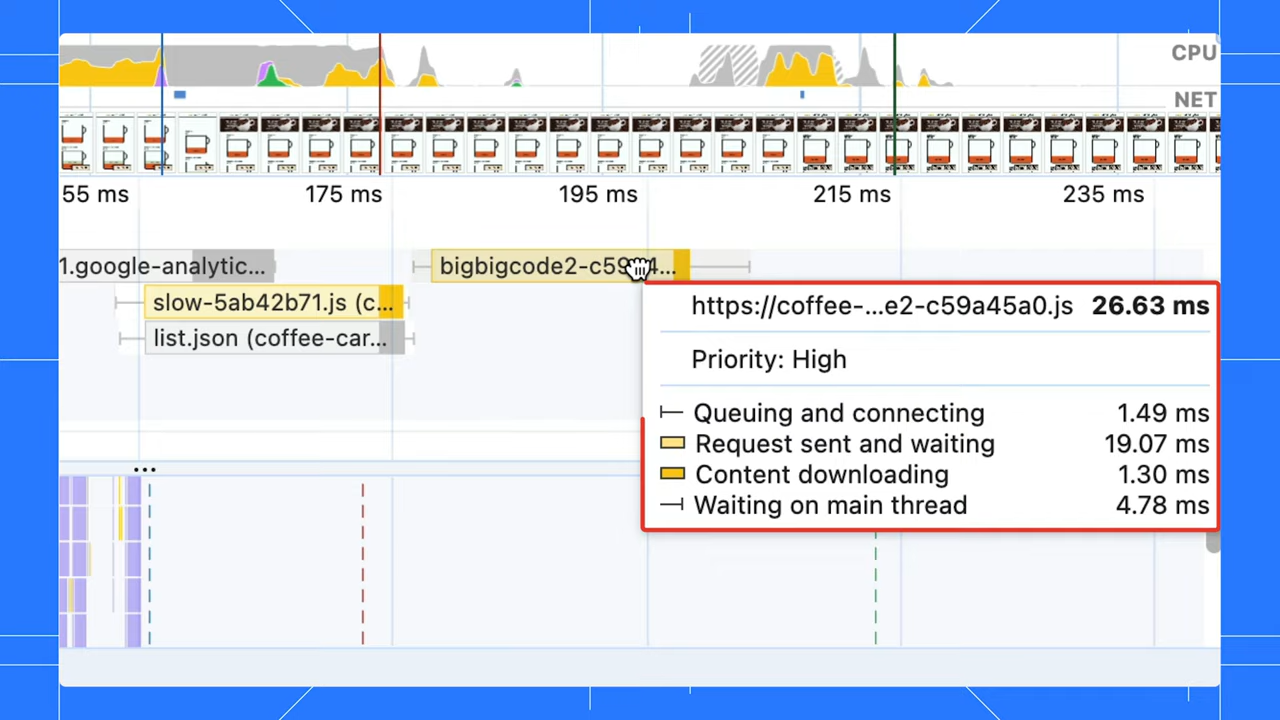 CPU
NET
55 ms
175 ms
195 ms
215 ms
235 ms
1.google-analytic...
bigbigcode2-c59 4...
slow-5ab42b71.js (c...
list.json (coffee-car...
https://coffee-...e2-c59a45a0.js 26.63 ms
Priority: High
Queuing and connecting 1.49 ms
Request sent and waiting 19.07 ms
Content downloading 1.30 ms
Waiting on main thread 4.78 ms
...